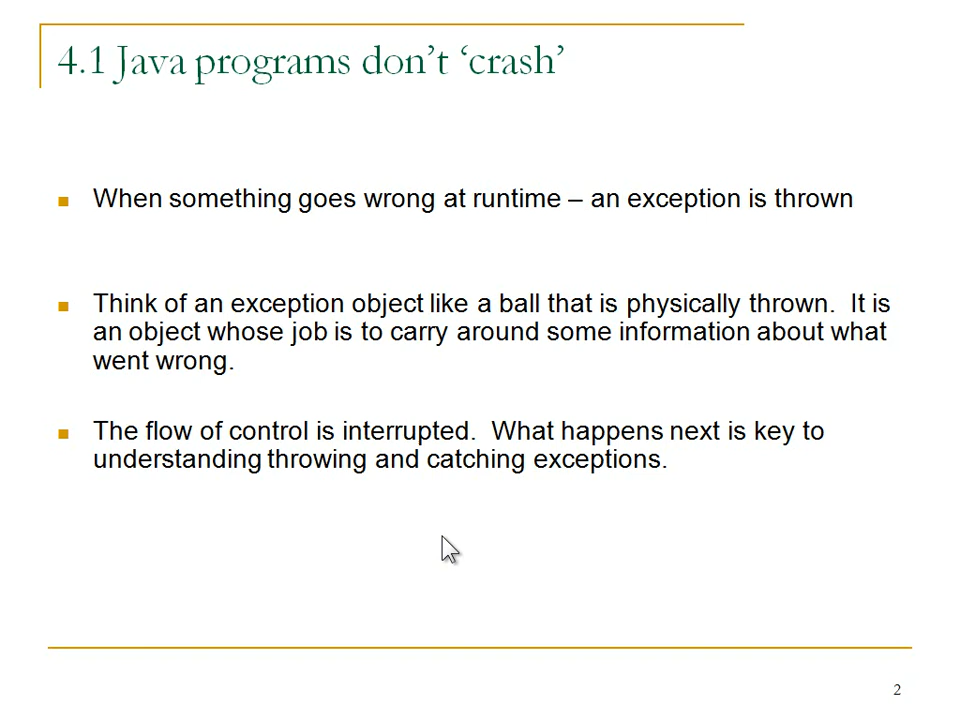 4.1 Java programs don’t ‘crash’
When something goes wrong at runtime – an exception is thrown
Think of an exception object like a ball that is physically thrown.  It is
an object whose job is to carry around some information about what
went wrong.
The flow of control is interrupted.  What happens next is key to
understanding throwing and catching exceptions.
2